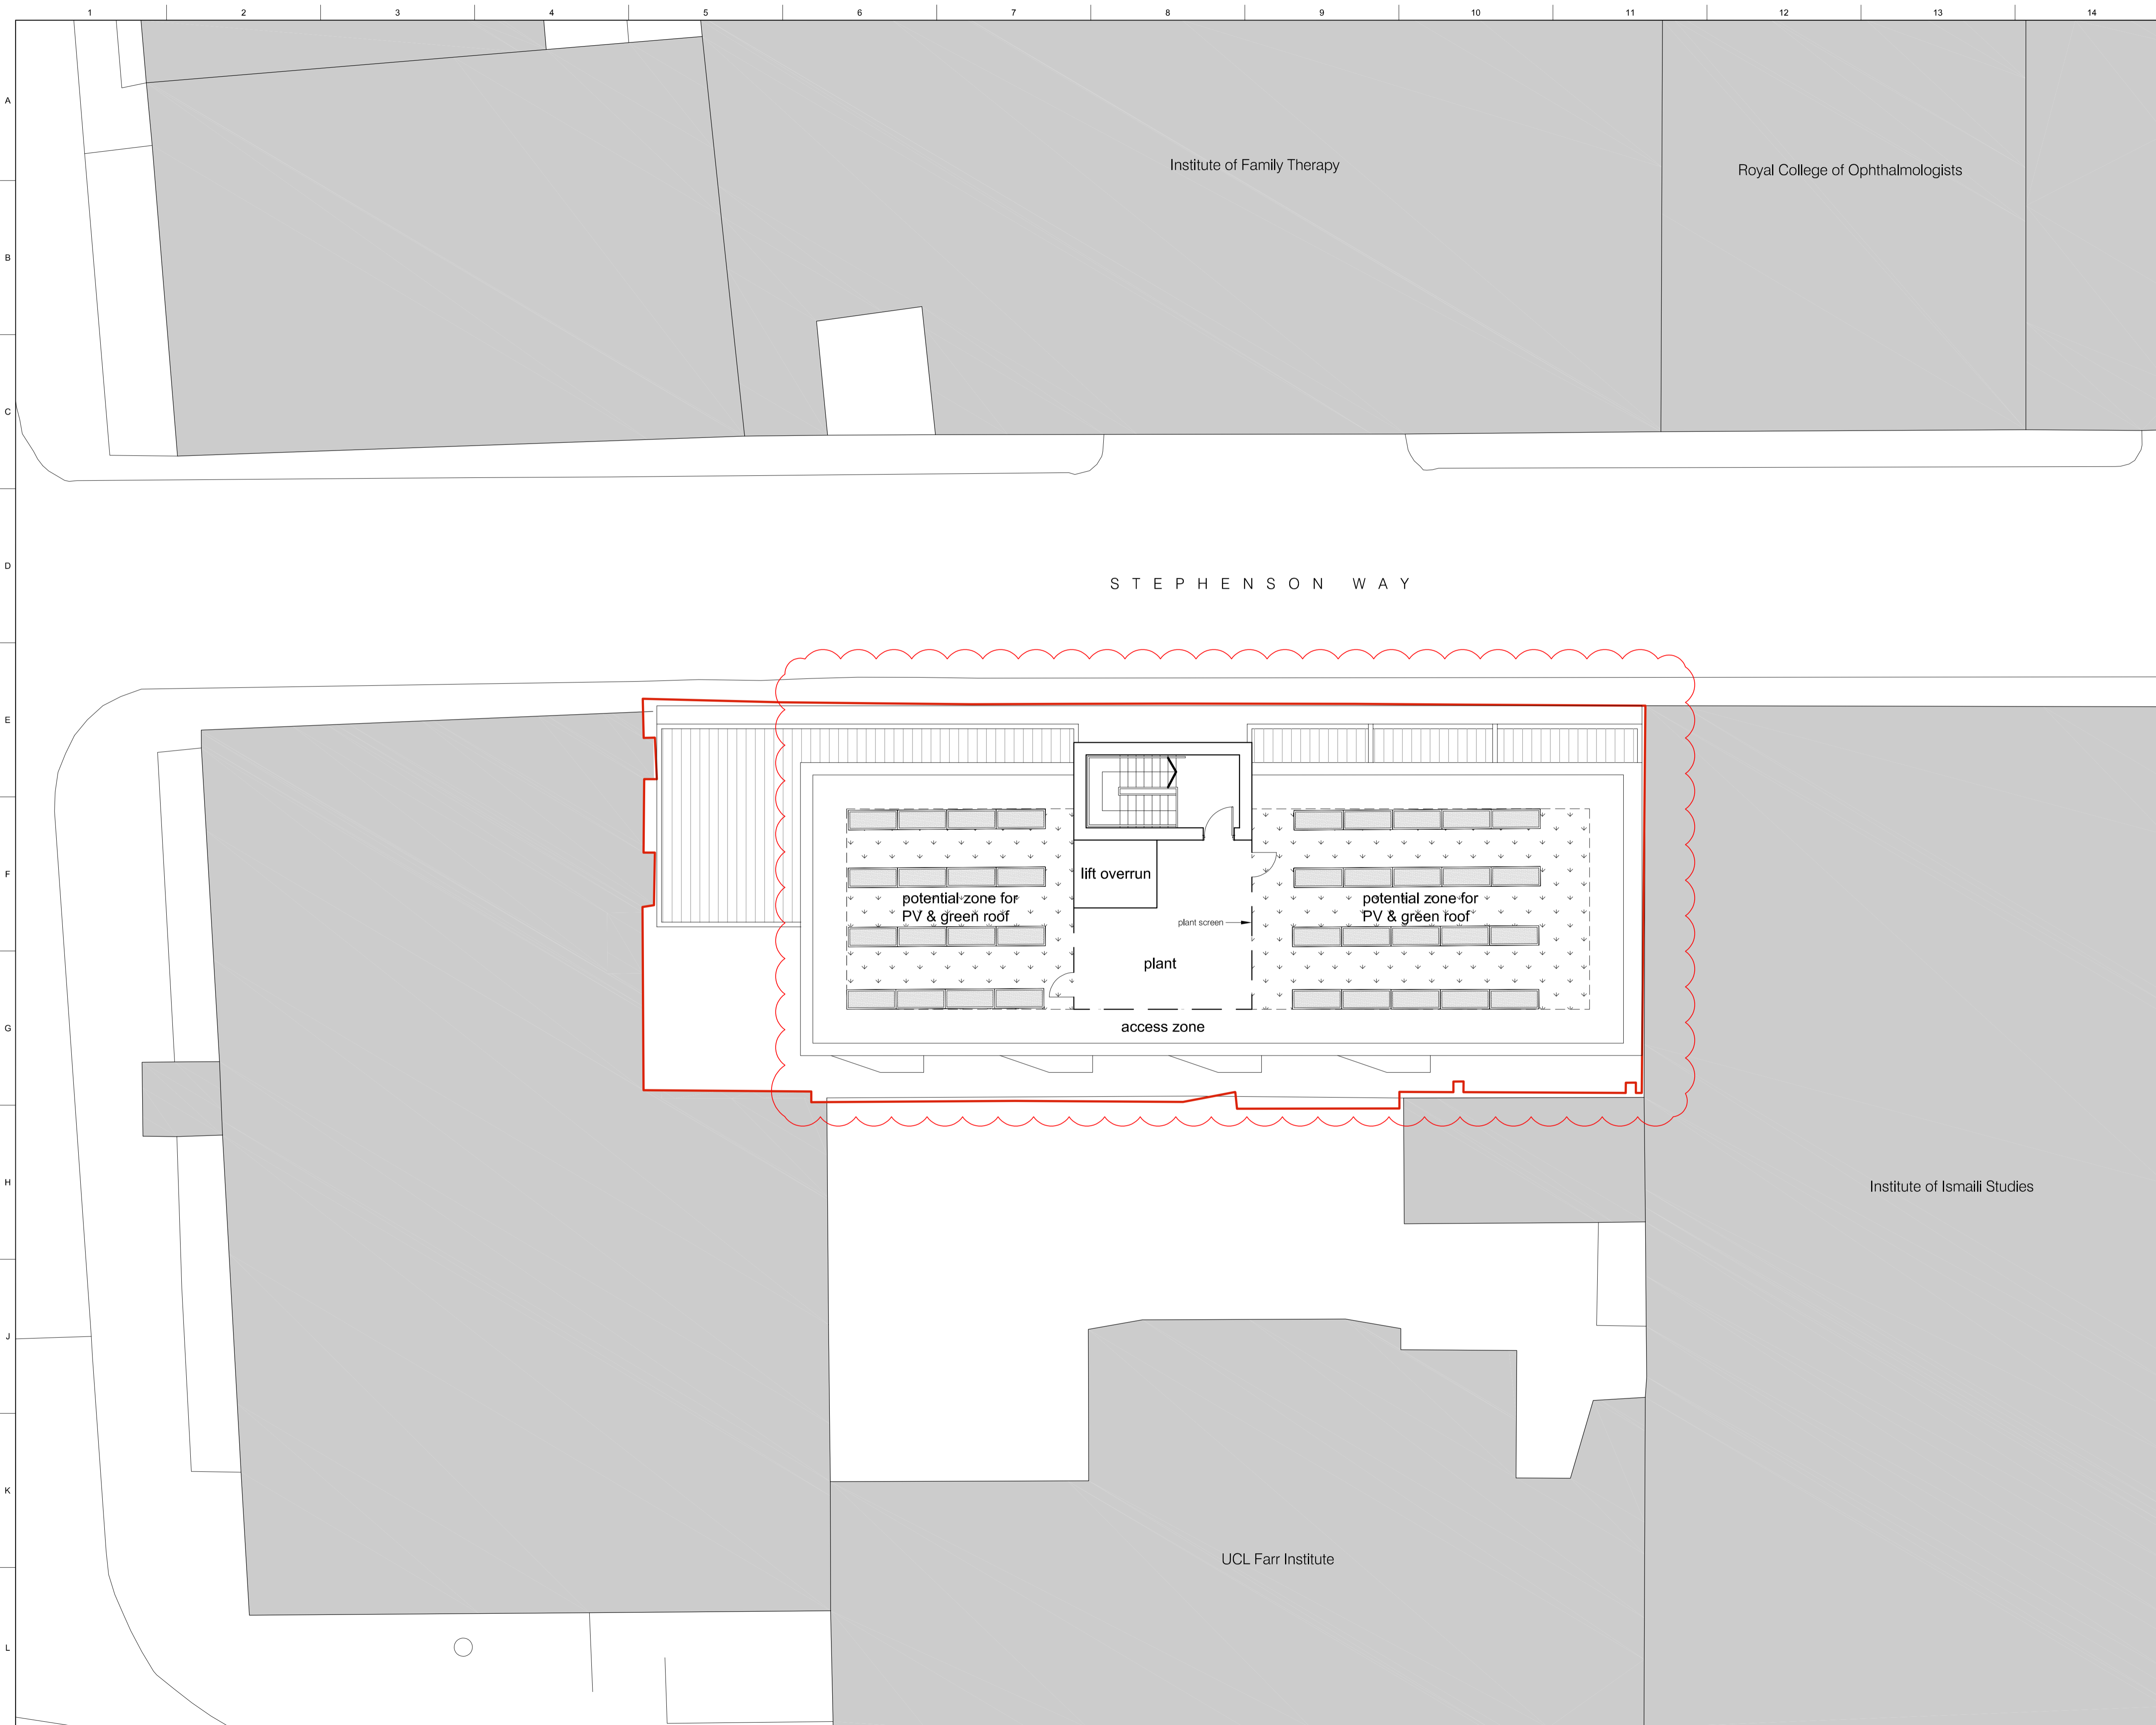 1 2 3 4 5 6 7 8 9 10 11 12 13 14
A
Institute of Family Therapy
Royal College of Ophthalmologists
B
C
D
STEPHENSON WAY
E
F
lift overrun
potential zone for
PV & green roof
potential zone for
PV & green roof
plant screen
plant
G
access zone
H
Institute of Ismaili Studies
J
K
UCL Farr Institute
L